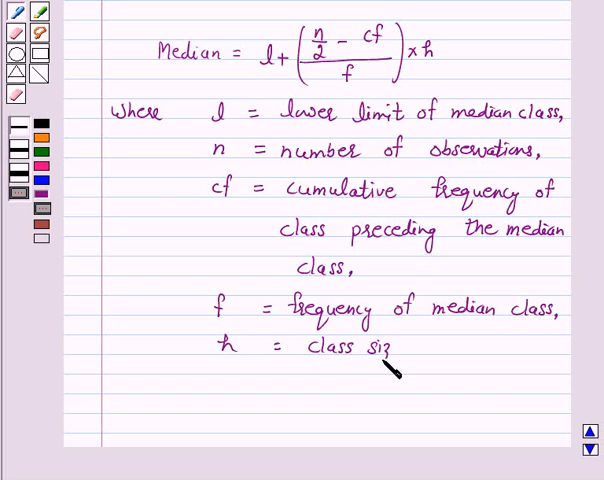 Median = l + ( (n/2 - cf) / f ) × h
where l = lower limit of median class,
n = number of observations,
cf = cumulative frequency of
class preceding the median
class,
f = frequency of median class,
h = class siz